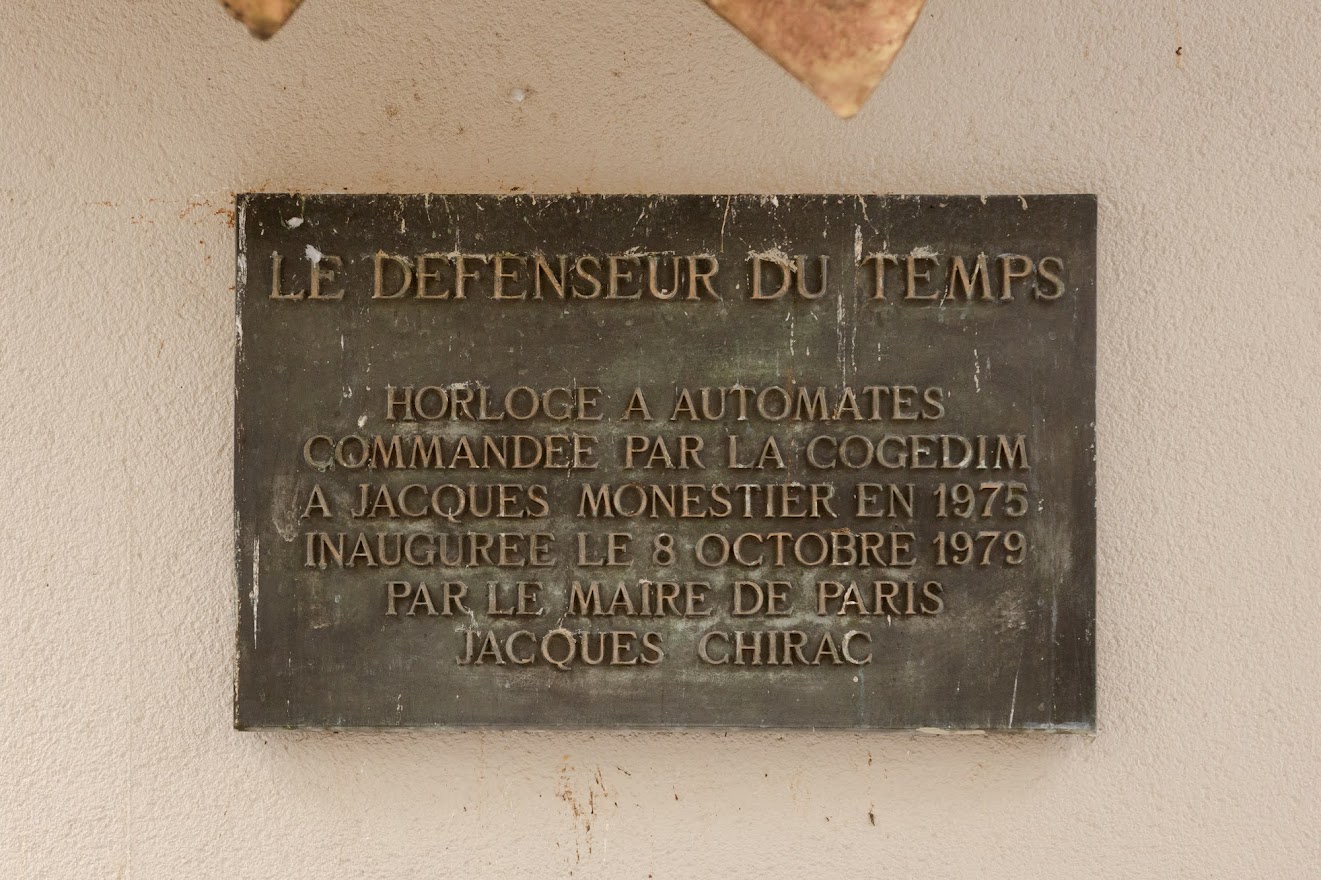 LE DEFENSEUR DU TEMPS
HORLOGE A AUTOMATES
COMMANDEE PAR LA COGEDIM
A JACQUES MONESTIER EN 1975
INAUGUREE LE 8 OCTOBRE 1979
PAR LE MAIRE DE PARIS
JACQUES CHIRAC